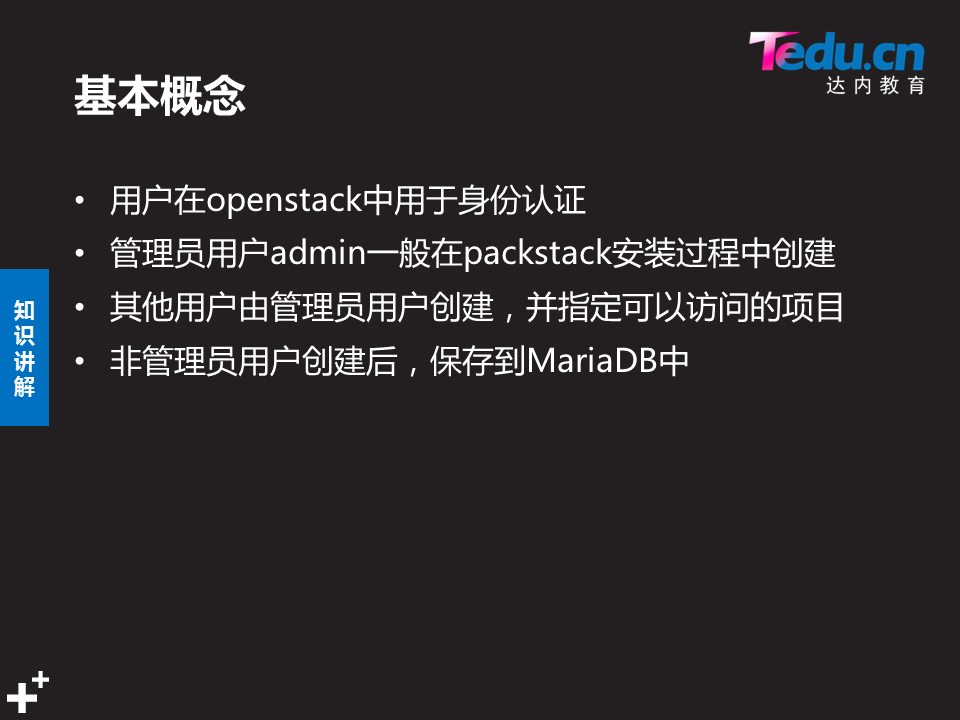 Tedu.cn
达内教育
基本概念
• 用户在openstack中用于身份认证
• 管理员用户admin一般在packstack安装过程中创建
• 其他用户由管理员用户创建，并指定可以访问的项目
• 非管理员用户创建后，保存到MariaDB中
知
识
讲
解